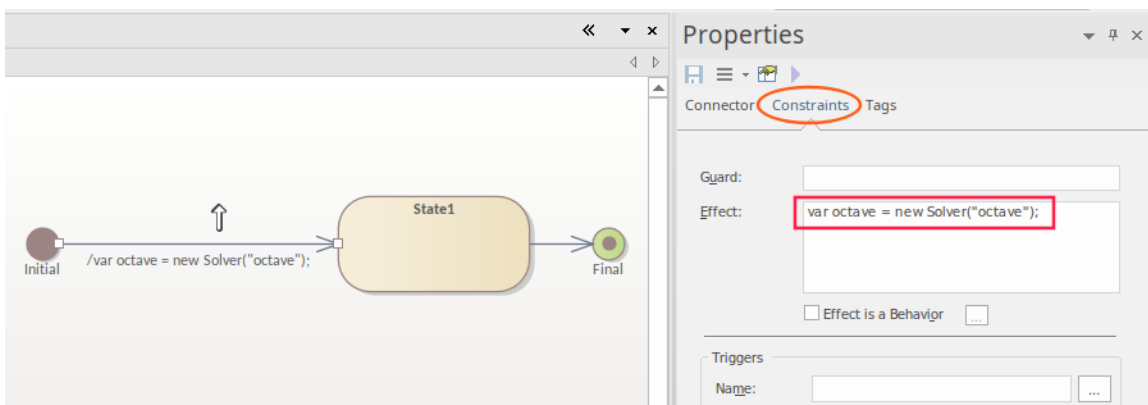 Properties
Connector Constraints Tags
Guard:
Effect: var octave = new Solver("octave");
State1
Initial
/var octave = new Solver("octave");
Final
Effect is a Behavior ...
Triggers
Name: ...